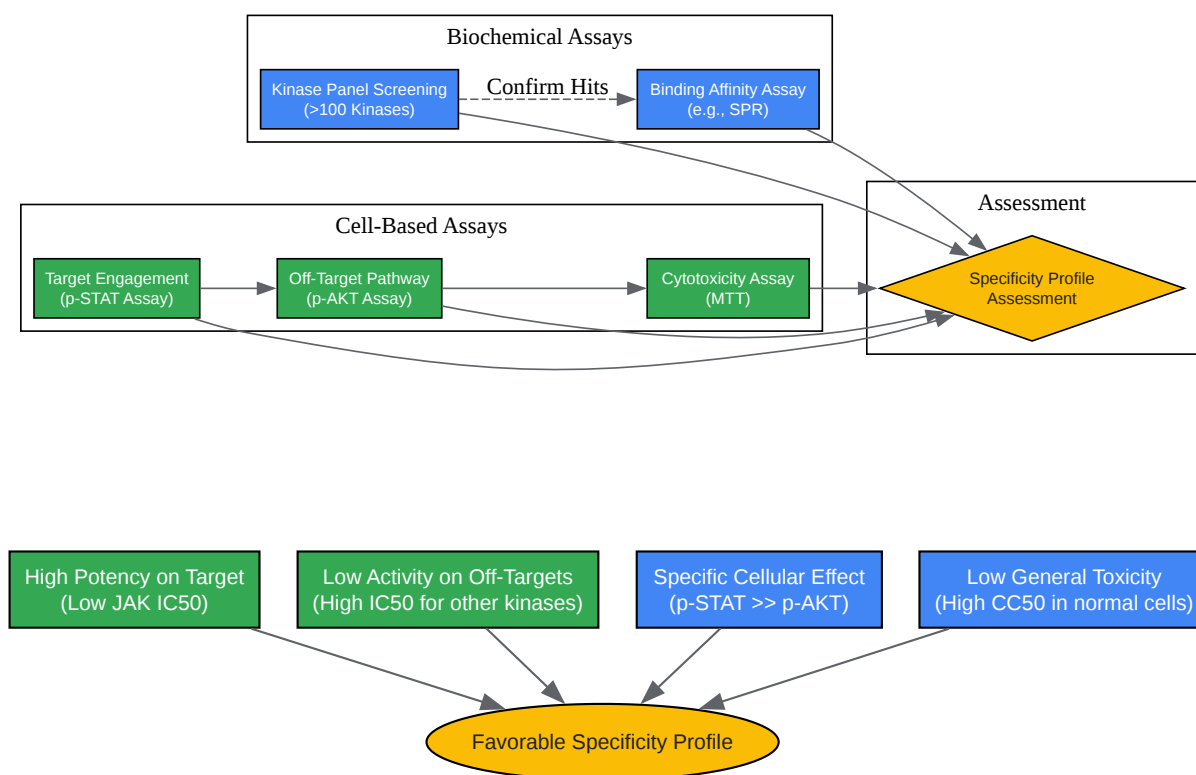 Biochemical Assays
Kinase Panel Screening
(>100 Kinases)
Confirm Hits
Binding Affinity Assay
(e.g., SPR)
Assessment
Specificity Profile
Assessment
Cell-Based Assays
Target Engagement
(p-STAT Assay)
Off-Target Pathway
(p-AKT Assay)
Cytotoxicity Assay
(MTT)
High Potency on Target
(Low JAK IC50)
Low Activity on Off-Targets
(High IC50 for other kinases)
Specific Cellular Effect
(p-STAT >> p-AKT)
Low General Toxicity
(High CC50 in normal cells)
Favorable Specificity Profile